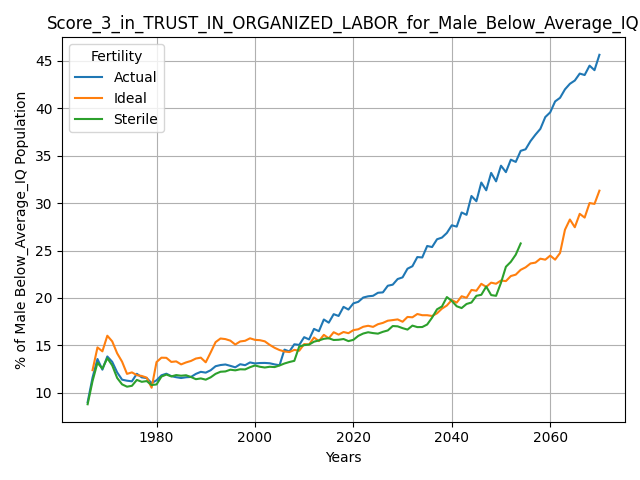 Score_3_in_TRUST_IN_ORGANIZED_LABOR_for_Male_Below_Average_IQ
Fertility
Actual
Ideal
Sterile
% of Male Below_Average_IQ Population
45
40
35
30
25
20
15
10
1980 2000 2020 2040 2060
Years